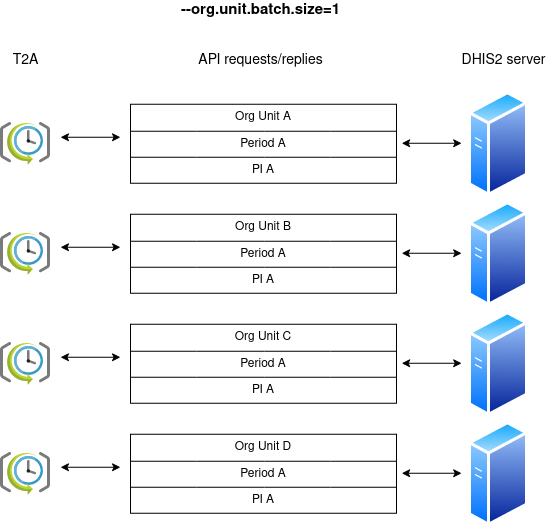 --org.unit.batch.size=1
T2A API requests/replies DHIS2 server
Org Unit A
Period A
PI A
Org Unit B
Period A
PI A
Org Unit C
Period A
PI A
Org Unit D
Period A
PI A